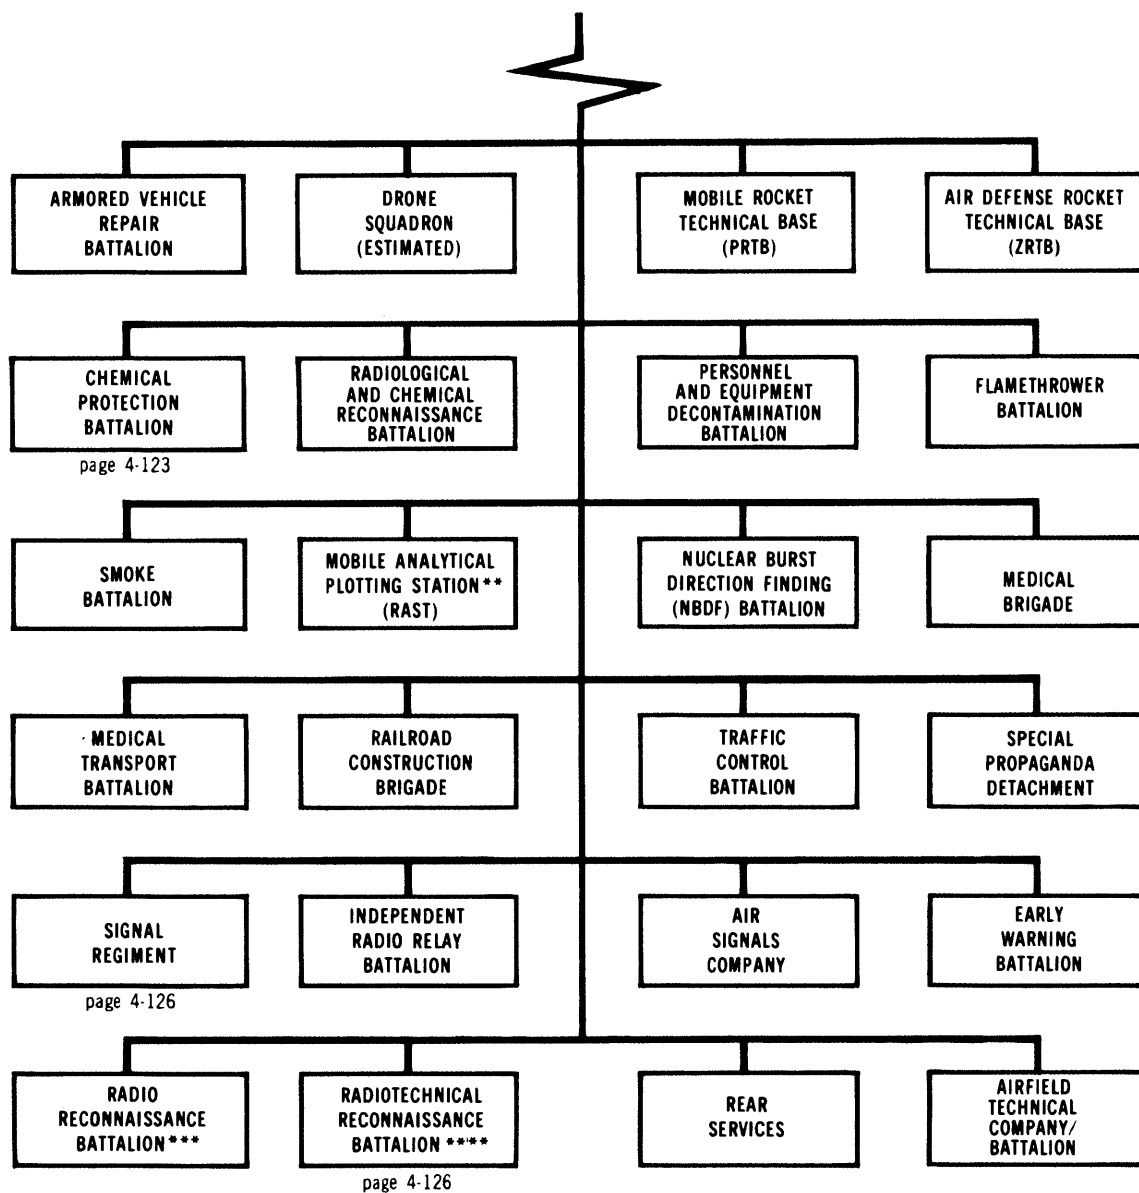 ARMORED VEHICLE
REPAIR
BATTALION
DRONE
SQUADRON
(ESTIMATED)
MOBILE ROCKET
TECHNICAL BASE
(PRTB)
AIR DEFENSE ROCKET
TECHNICAL BASE
(ZRTB)
CHEMICAL
PROTECTION
BATTALION
page 4-123
RADIOLOGICAL
AND CHEMICAL
RECONNAISSANCE
BATTALION
PERSONNEL
AND EQUIPMENT
DECONTAMINATION
BATTALION
FLAMETHROWER
BATTALION
SMOKE
BATTALION
MOBILE ANALYTICAL
PLOTTING STATION**
(RAST)
NUCLEAR BURST
DIRECTION FINDING
(NBDF) BATTALION
MEDICAL
BRIGADE
MEDICAL
TRANSPORT
BATTALION
RAILROAD
CONSTRUCTION
BRIGADE
TRAFFIC
CONTROL
BATTALION
SPECIAL
PROPAGANDA
DETACHMENT
SIGNAL
REGIMENT
page 4-126
INDEPENDENT
RADIO RELAY
BATTALION
AIR
SIGNALS
COMPANY
EARLY
WARNING
BATTALION
RADIO
RECONNAISSANCE
BATTALION***
RADIOTECHNICAL
RECONNAISSANCE
BATTALION ****
page 4-126
REAR
SERVICES
AIRFIELD
TECHNICAL
COMPANY/
BATTALION